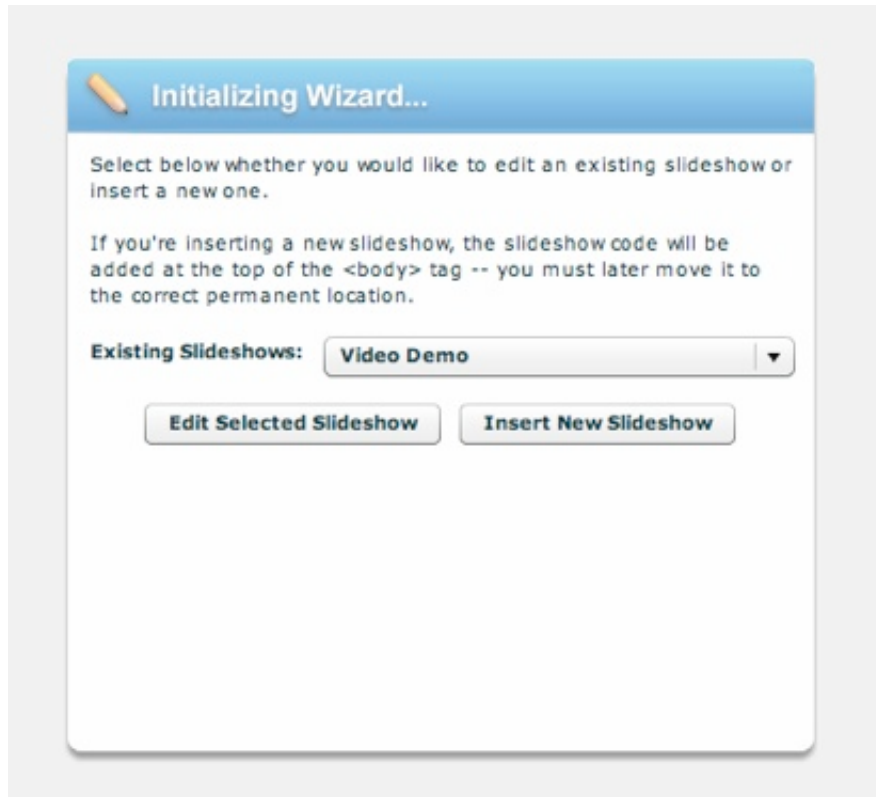 Initializing Wizard...
Select below whether you would like to edit an existing slideshow or
insert a new one.
If you're inserting a new slideshow, the slideshow code will be
added at the top of the <body> tag -- you must later move it to
the correct permanent location.
Existing Slideshows: Video Demo
Edit Selected Slideshow Insert New Slideshow